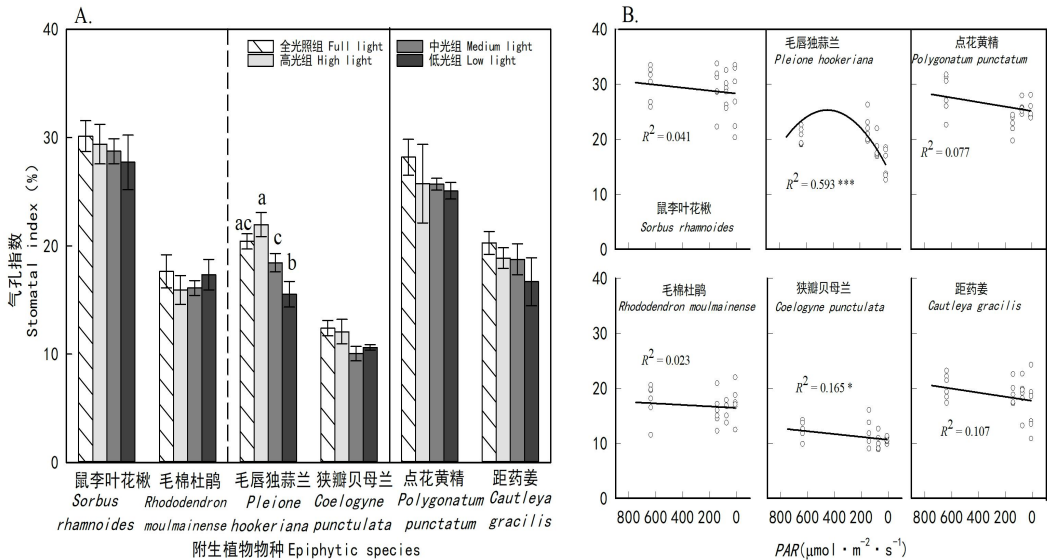 A.
40
30
20
10
0
气孔指数
Stomatal index (%)
全光照组 Full light
高光组 High light
中光组 Medium light
低光组 Low light
ac
a
c
b
鼠李叶花楸
Sorbus
rhamnoides
毛棉杜鹃
Rhododendron
moulmainense
毛唇独蒜兰
Pleione
hookeriana
狭瓣贝母兰
Coelogyne
punctulata
点花黄精
Polygonatum
punctatum
距药姜
Cautleya
gracilis
附生植物物种 Epiphytic species
B.
40
30
20
10
0
R² = 0.041
鼠李叶花楸
Sorbus rhamnoides
毛唇独蒜兰
Pleione hookeriana
R² = 0.593 ***
点花黄精
Polygonatum punctatum
R² = 0.077
40
30
20
10
0
毛棉杜鹃
Rhododendron moulmainense
R² = 0.023
狭瓣贝母兰
Coelogyne punctulata
R² = 0.165 *
距药姜
Cautleya gracilis
R² = 0.107
800 600 400 200 0
800 600 400 200 0
800 600 400 200 0
PAR(μmol·m⁻²·s⁻¹)